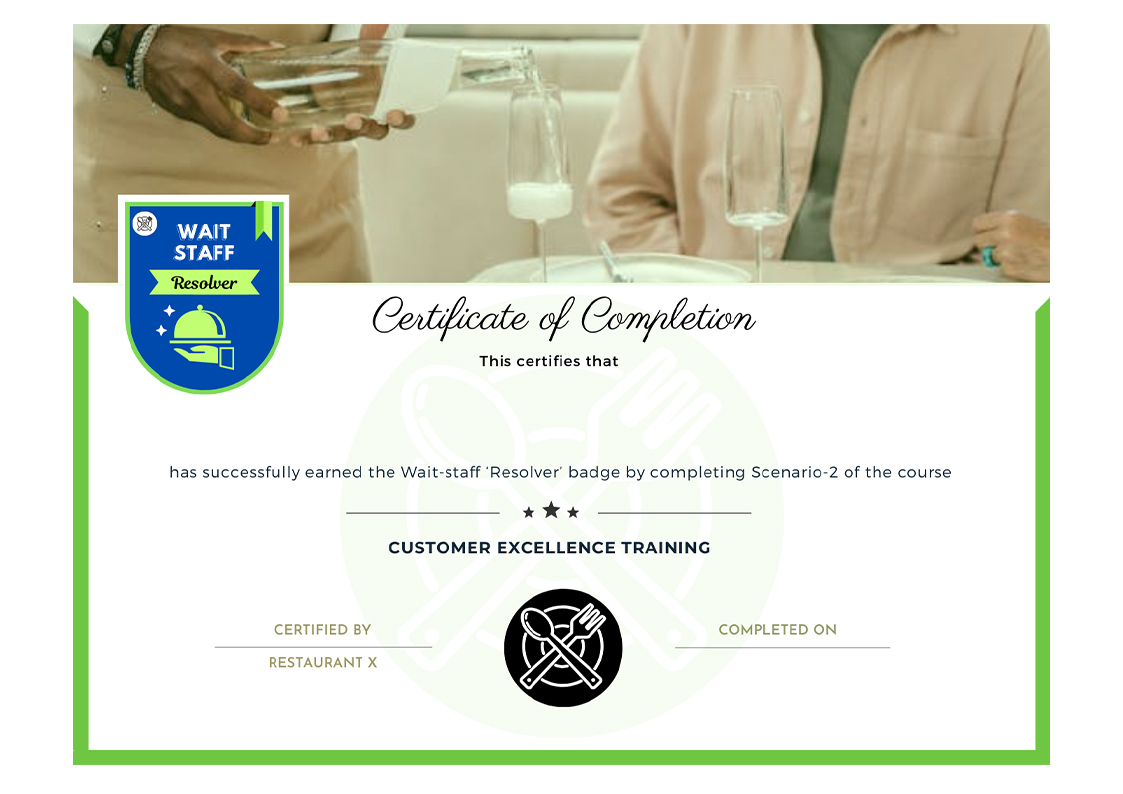 WAIT
STAFF
Resolver
Certificate of Completion
This certifies that
has successfully earned the Wait-staff ‘Resolver’ badge by completing Scenario-2 of the course
CUSTOMER EXCELLENCE TRAINING
CERTIFIED BY
RESTAURANT X
COMPLETED ON